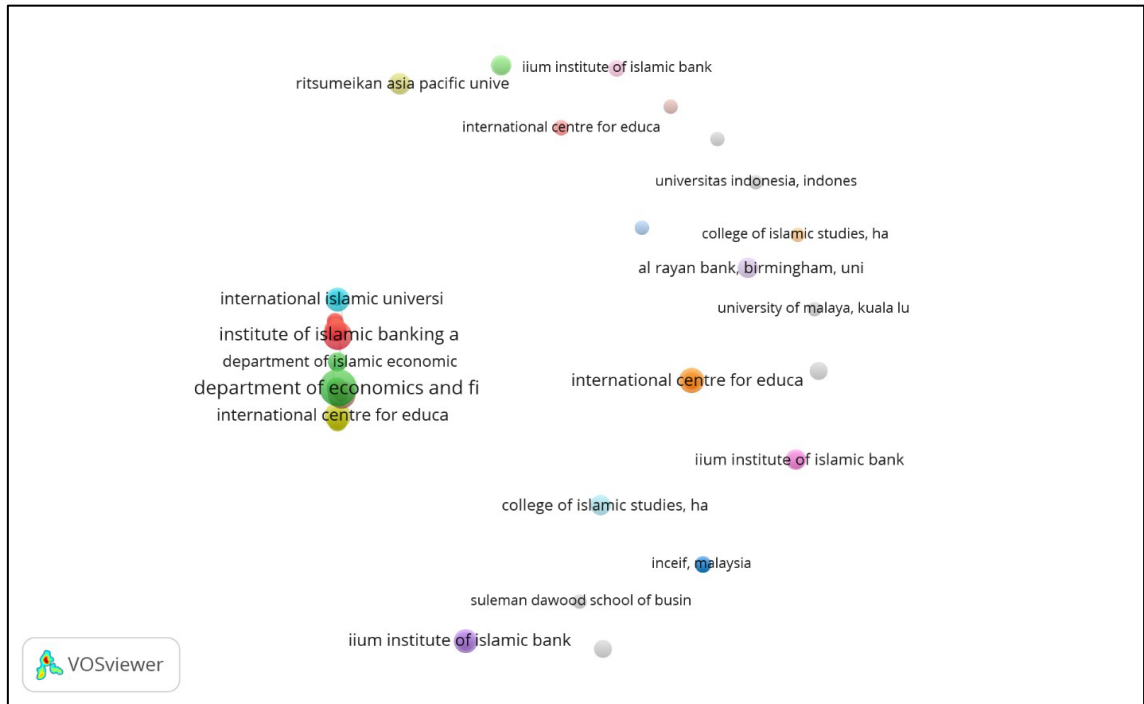 iium institute of islamic bank
ritsumeikan asia pacific unive
international centre for educa
universitas indonesia, indones
college of islamic studies, ha
al rayan bank, birmingham, uni
international islamic universi
university of malaya, kuala lu
institute of islamic banking a
department of islamic economic
international centre for educa
department of economics and fi
international centre for educa
iium institute of islamic bank
college of islamic studies, ha
inceif, malaysia
suleman dawood school of busin
iium institute of islamic bank
VOSviewer